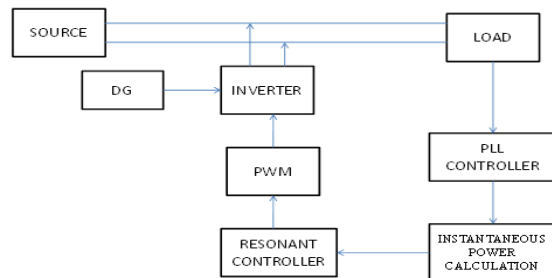 SOURCE
LOAD
DG
INVERTER
PLL
CONTROLLER
PWM
RESONANT
CONTROLLER
INSTANTANEOUS
POWER
CALCULATION